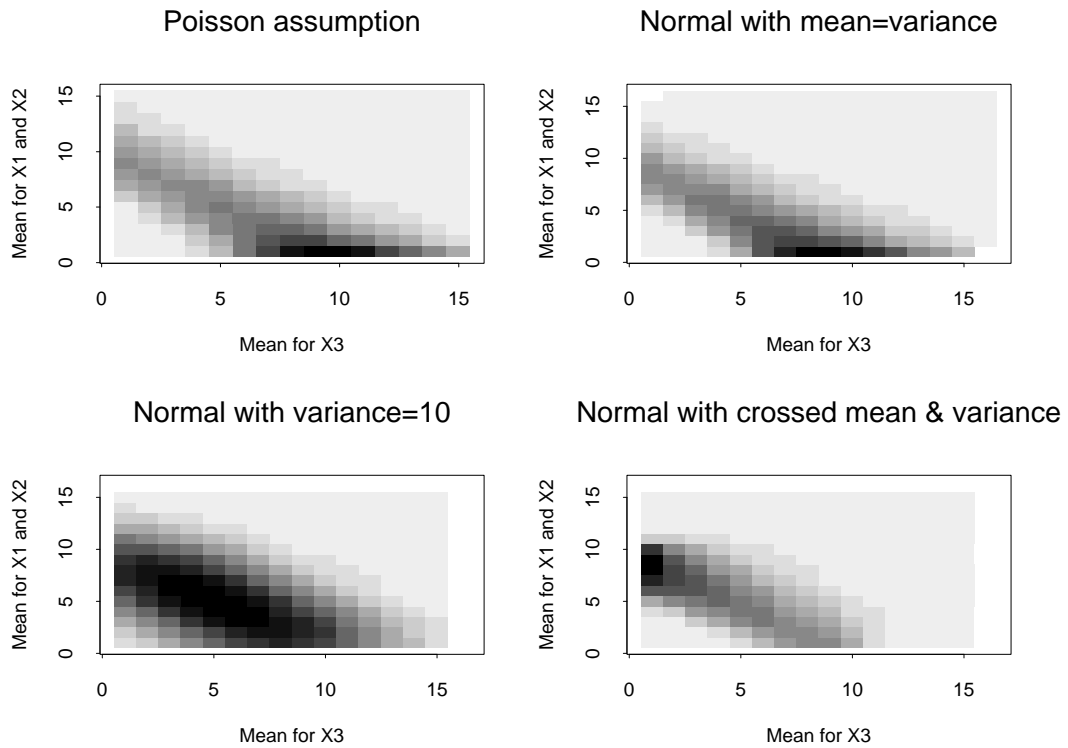 Poisson assumption
Mean for X1 and X2
15
10
5
0
0 5 10 15
Mean for X3
Normal with mean=variance
Mean for X1 and X2
15
10
5
0
0 5 10 15
Mean for X3
Normal with variance=10
Mean for X1 and X2
15
10
5
0
0 5 10 15
Mean for X3
Normal with crossed mean & variance
Mean for X1 and X2
15
10
5
0
0 5 10 15
Mean for X3